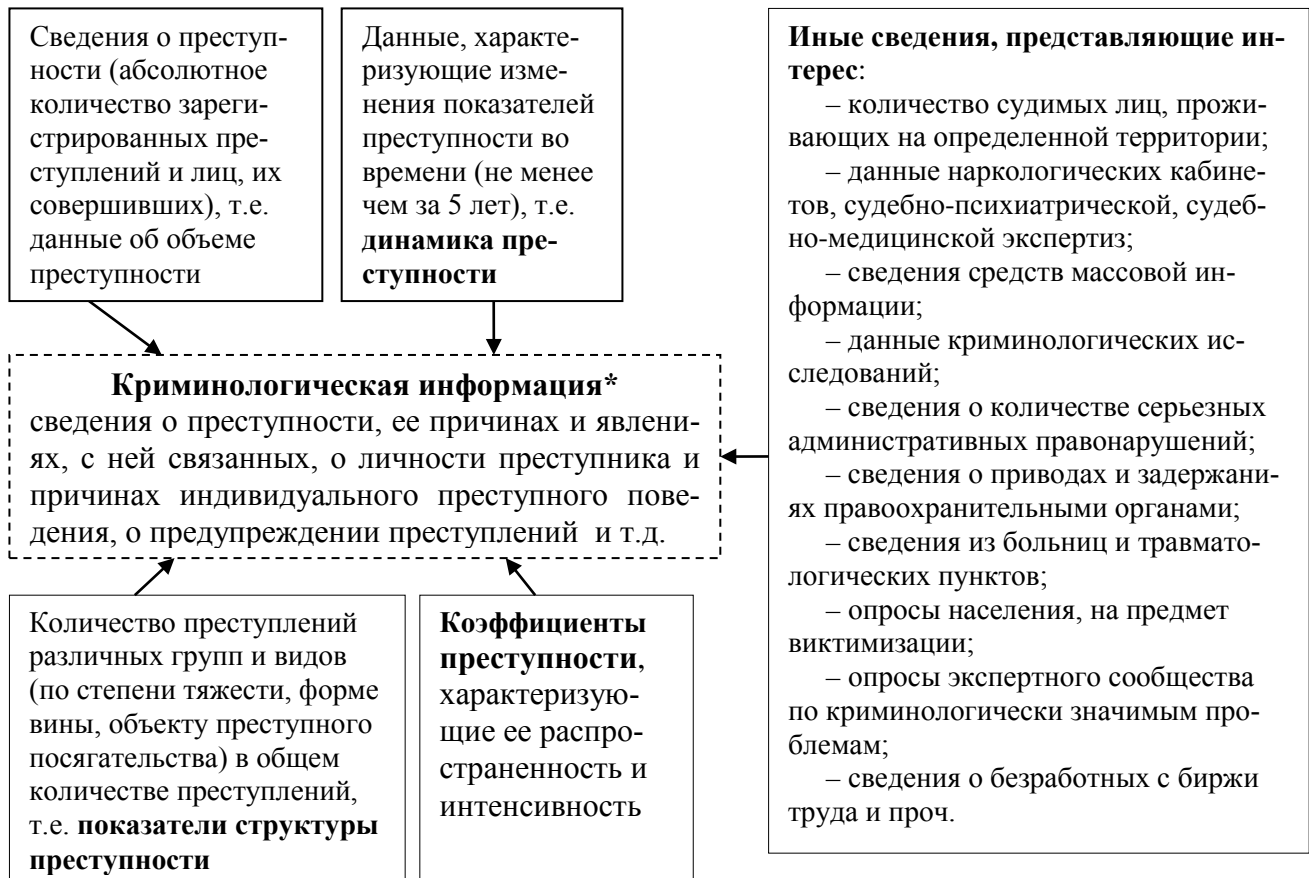 Сведения о преступ-
ности (абсолютное
количество зареги-
стрированных пре-
ступлений и лиц, их
совершивших), т.е.
данные об объеме
преступности
Данные, характе-
ризующие изме-
нения показателей
преступности во
времени (не менее
чем за 5 лет), т.е.
динамика пре-
ступности
Криминологическая информация*
сведения о преступности, ее причинах и явлени-
ях, с ней связанных, о личности преступника и
причинах индивидуального преступного пове-
дения, о предупреждении преступлений и т.д.
Количество преступлений
различных групп и видов
(по степени тяжести, форме
вины, объекту преступного
посягательства) в общем
количестве преступлений,
т.е. показатели структуры
преступности
Коэффициенты
преступности,
характеризую-
щие ее распро-
страненность и
интенсивность
Иные сведения, представляющие ин-
терес:
– количество судимых лиц, прожи-
вающих на определенной территории;
– данные наркологических кабине-
тов, судебно-психиатрической, судеб-
но-медицинской экспертиз;
– сведения средств массовой ин-
формации;
– данные криминологических ис-
следований;
– сведения о количестве серьезных
административных правонарушений;
– сведения о приводах и задержани-
ях правоохранительными органами;
– сведения из больниц и травмато-
логических пунктов;
– опросы населения, на предмет
виктимизации;
– опросы экспертного сообщества
по криминологически значимым про-
блемам;
– сведения о безработных с биржи
труда и проч.